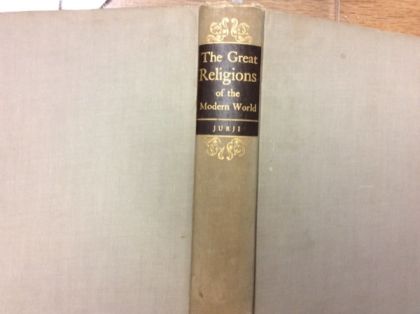 The Great
Religions
of the
Modern World
JURJI